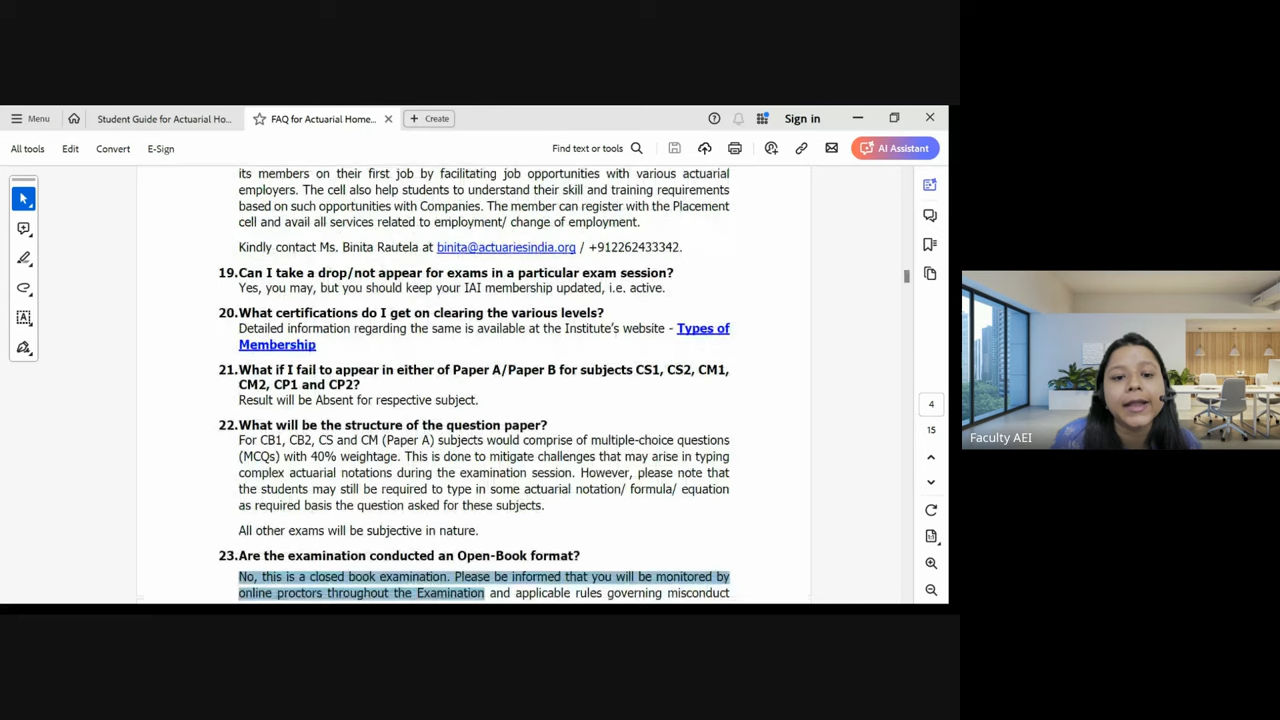 Menu
Student Guide for Actuarial Ho...
FAQ for Actuarial Home...
Create
Sign in
All tools
Edit
Convert
E-Sign
Find text or tools
AI Assistant
its members on their first job by facilitating job opportunities with various actuarial
employers. The cell also help students to understand their skill and training requirements
based on such opportunities with Companies. The member can register with the Placement
cell and avail all services related to employment/ change of employment.
Kindly contact Ms. Binita Rautela at binita@actuariesindia.org / +912262433342.
19.Can I take a drop/not appear for exams in a particular exam session?
Yes, you may, but you should keep your IAI membership updated, i.e. active.
20.What certifications do I get on clearing the various levels?
Detailed information regarding the same is available at the Institute's website - Types of
Membership
21.What if I fail to appear in either of Paper A/Paper B for subjects CS1, CS2, CM1,
CM2, CP1 and CP2?
Result will be Absent for respective subject.
22.What will be the structure of the question paper?
For CB1, CB2, CS and CM (Paper A) subjects would comprise of multiple-choice questions
(MCQs) with 40% weightage. This is done to mitigate challenges that may arise in typing
complex actuarial notations during the examination session. However, please note that
the students may still be required to type in some actuarial notation/ formula/ equation
as required basis the question asked for these subjects.
All other exams will be subjective in nature.
23.Are the examination conducted an Open-Book format?
No, this is a closed book examination. Please be informed that you will be monitored by
online proctors throughout the Examination and applicable rules governing misconduct
4
15
Faculty AEI